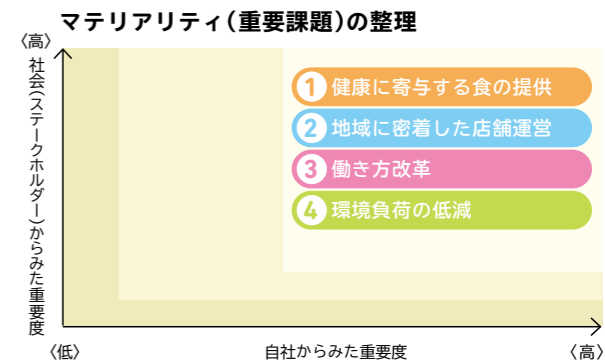 マテリアリティ（重要課題）の整理
〈高〉
社会（ステークホルダー）からみた重要度
1 健康に寄与する食の提供
2 地域に密着した店舗運営
3 働き方改革
4 環境負荷の低減
〈低〉
自社からみた重要度
〈高〉